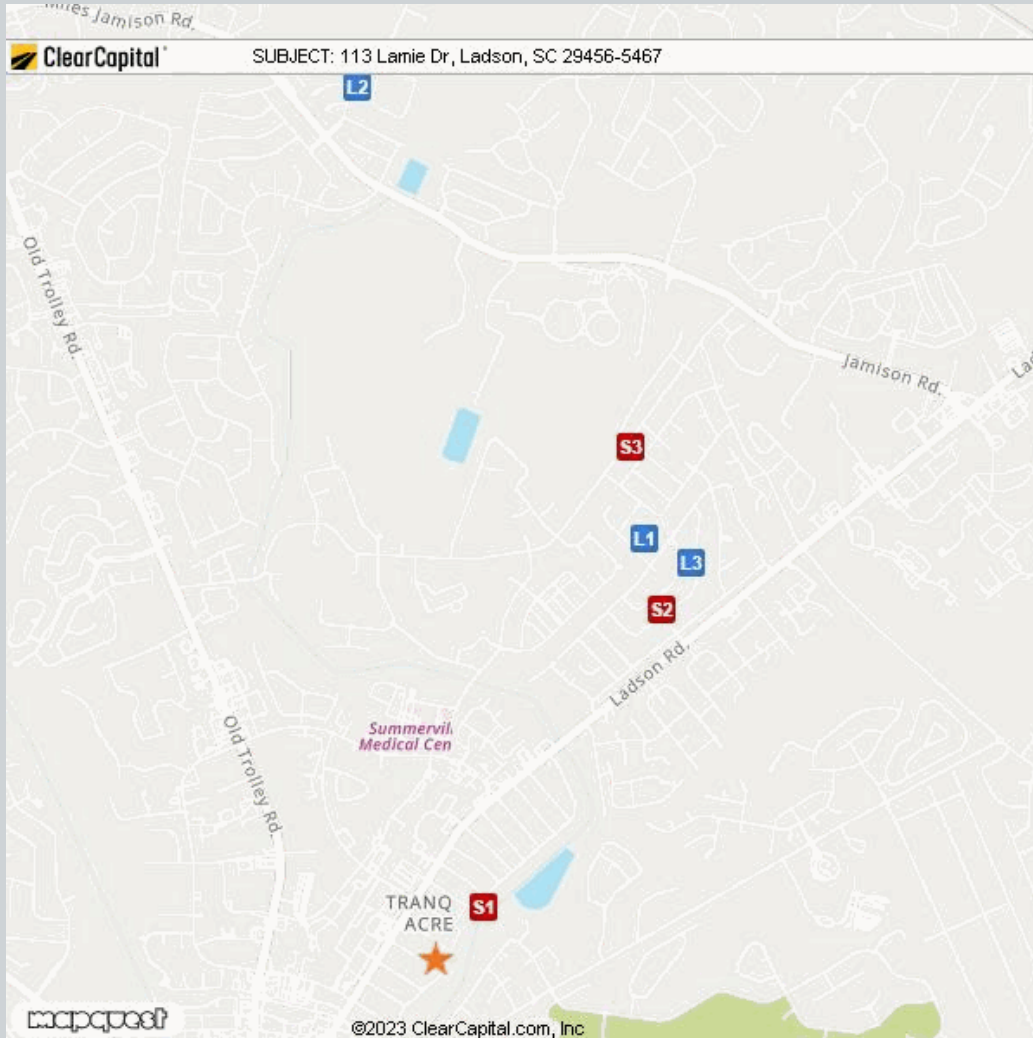 Miles Jamison Rd.
ClearCapital
SUBJECT: 113 Lamie Dr, Ladson, SC 29456-5467
L2
Old Trolley Rd.
Jamison Rd.
S3
L1
L3
S2
Ladson Rd.
Summervil
Medical Cen
Old Trolley Rd.
TRANQ
ACRE
S1
mapquest
©2023 ClearCapital.com, Inc